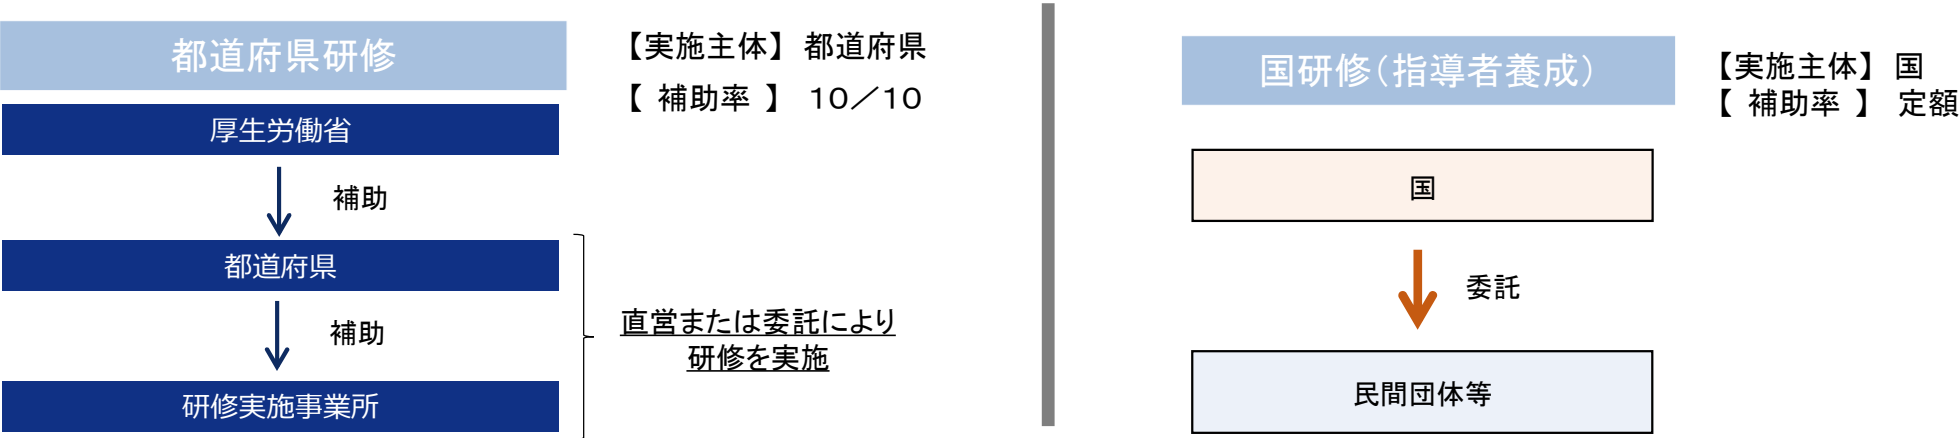 都道府県研修
【実施主体】 都道府県
【 補助率 】 10／10
厚生労働省
補助
都道府県
補助
直営または委託により
研修を実施
研修実施事業所
国研修（指導者養成）
【実施主体】 国
【 補助率 】 定額
国
委託
民間団体等